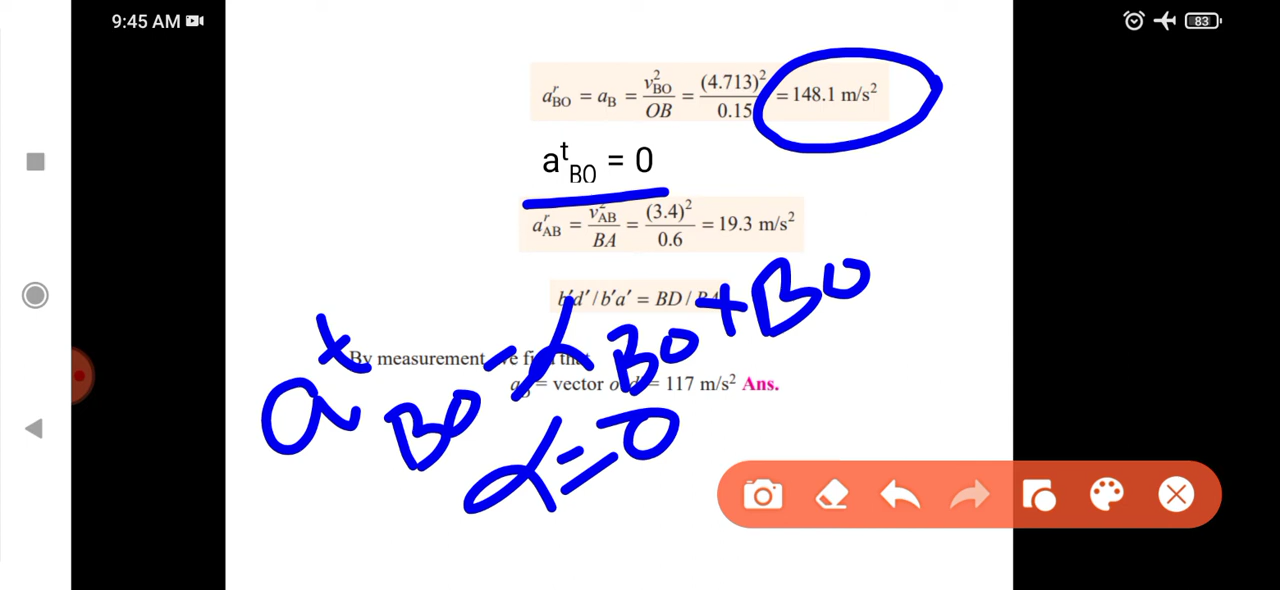 9:45 AM
83
a^r_BO = a_B = v²_BO / OB = (4.713)² / 0.15 = 148.1 m/s²
a^t_BO = 0
a^r_AB = v²_AB / BA = (3.4)² / 0.6 = 19.3 m/s²
b′d′/b′a′ = BD/
a^t BO = α BO + BO
By measurement, we find that
= vector = 117 m/s² Ans.
α = 0